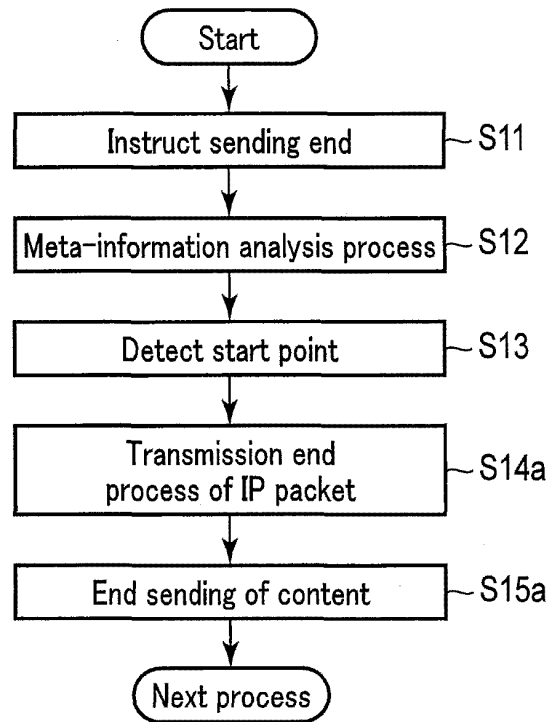 Start
Instruct sending end
S11
Meta-information analysis process
S12
Detect start point
S13
Transmission end
process of IP packet
S14a
End sending of content
S15a
Next process